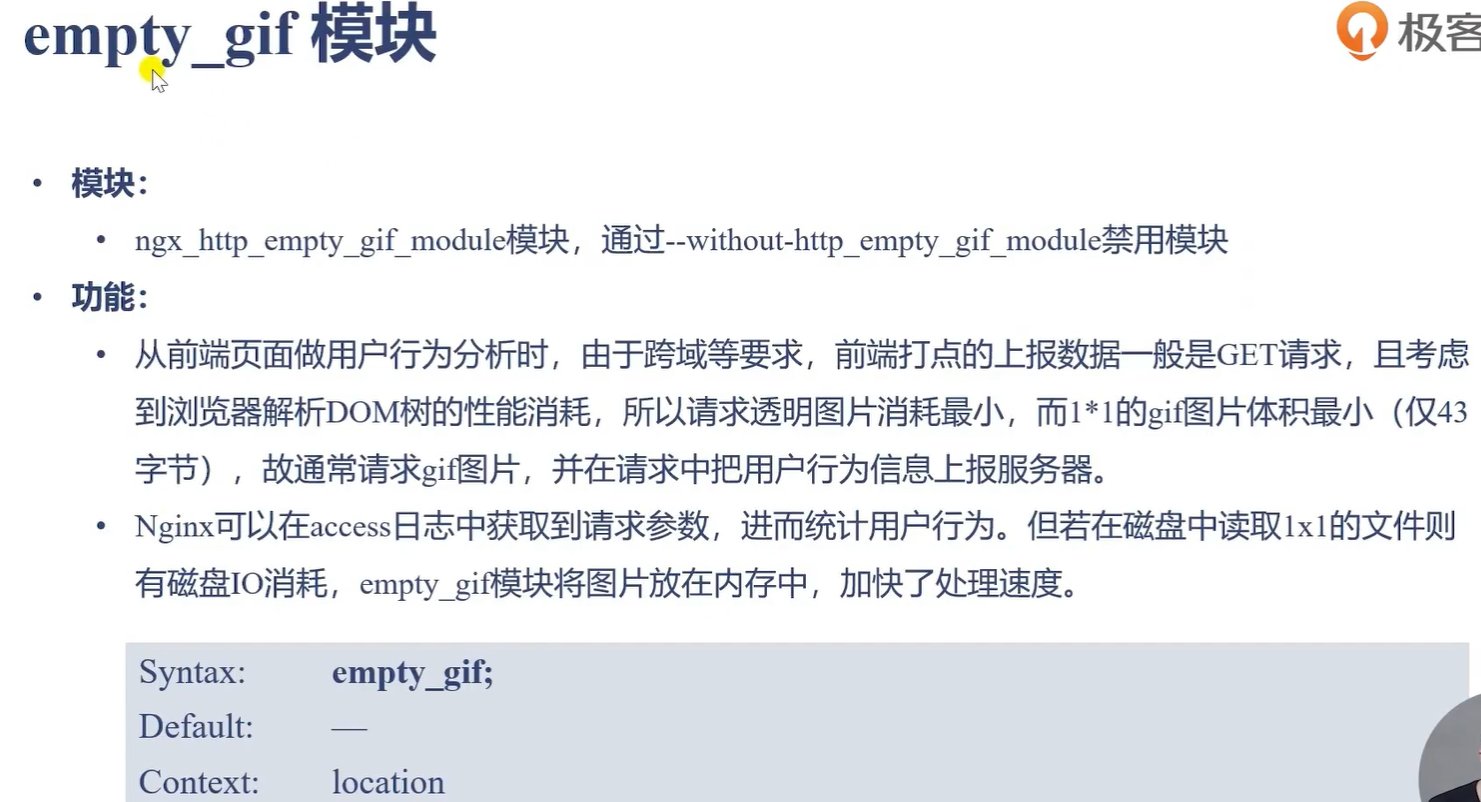 empty_gif 模块
极客
• 模块：
• ngx_http_empty_gif_module模块，通过--without-http_empty_gif_module禁用模块
• 功能：
• 从前端页面做用户行为分析时，由于跨域等要求，前端打点的上报数据一般是GET请求，且考虑
到浏览器解析DOM树的性能消耗，所以请求透明图片消耗最小，而1*1的gif图片体积最小（仅43
字节），故通常请求gif图片，并在请求中把用户行为信息上报服务器。
• Nginx可以在access日志中获取到请求参数，进而统计用户行为。但若在磁盘中读取1x1的文件则
有磁盘IO消耗，empty_gif模块将图片放在内存中，加快了处理速度。
Syntax: empty_gif;
Default: —
Context: location